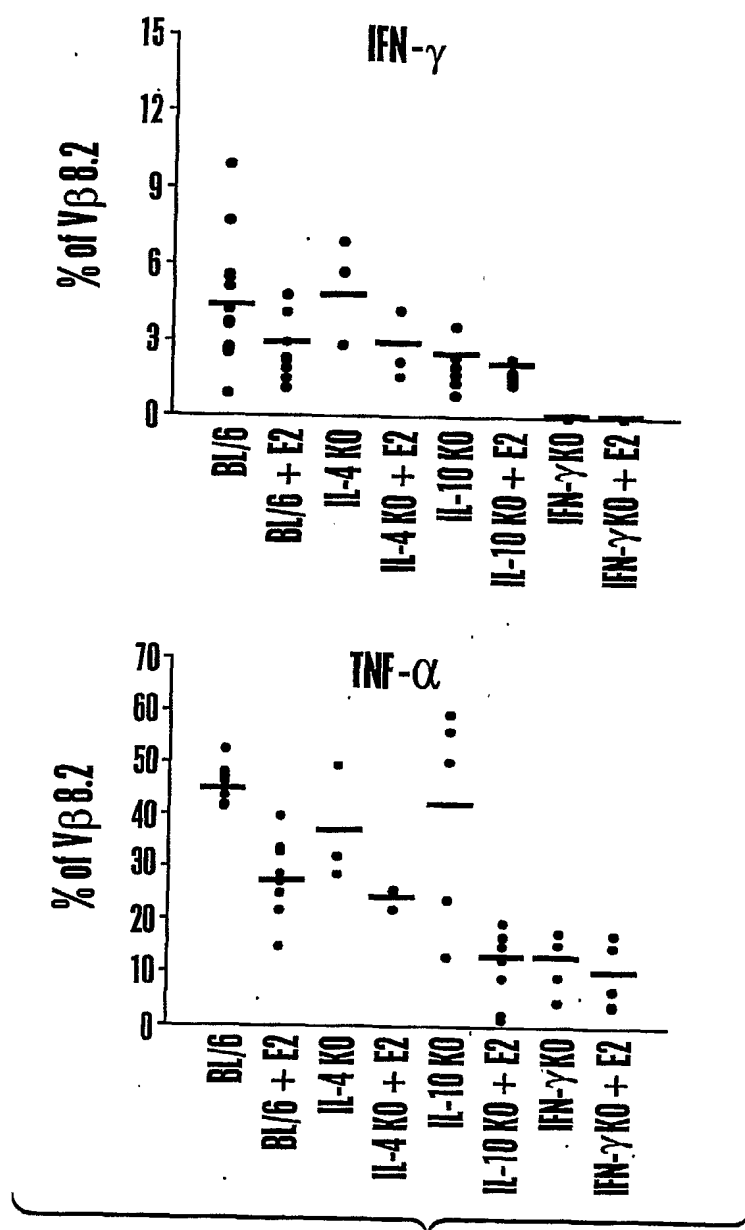 IFN-γ
% of Vβ 8.2
15
12
9
6
3
0
BL/6
BL/6 + E2
IL-4 KO
IL-4 KO + E2
IL-10 KO
IL-10 KO + E2
IFN-γ KO
IFN-γ KO + E2
TNF-α
% of Vβ 8.2
70
60
50
40
30
20
10
0
BL/6
BL/6 + E2
IL-4 KO
IL-4 KO + E2
IL-10 KO
IL-10 KO + E2
IFN-γ KO
IFN-γ KO + E2